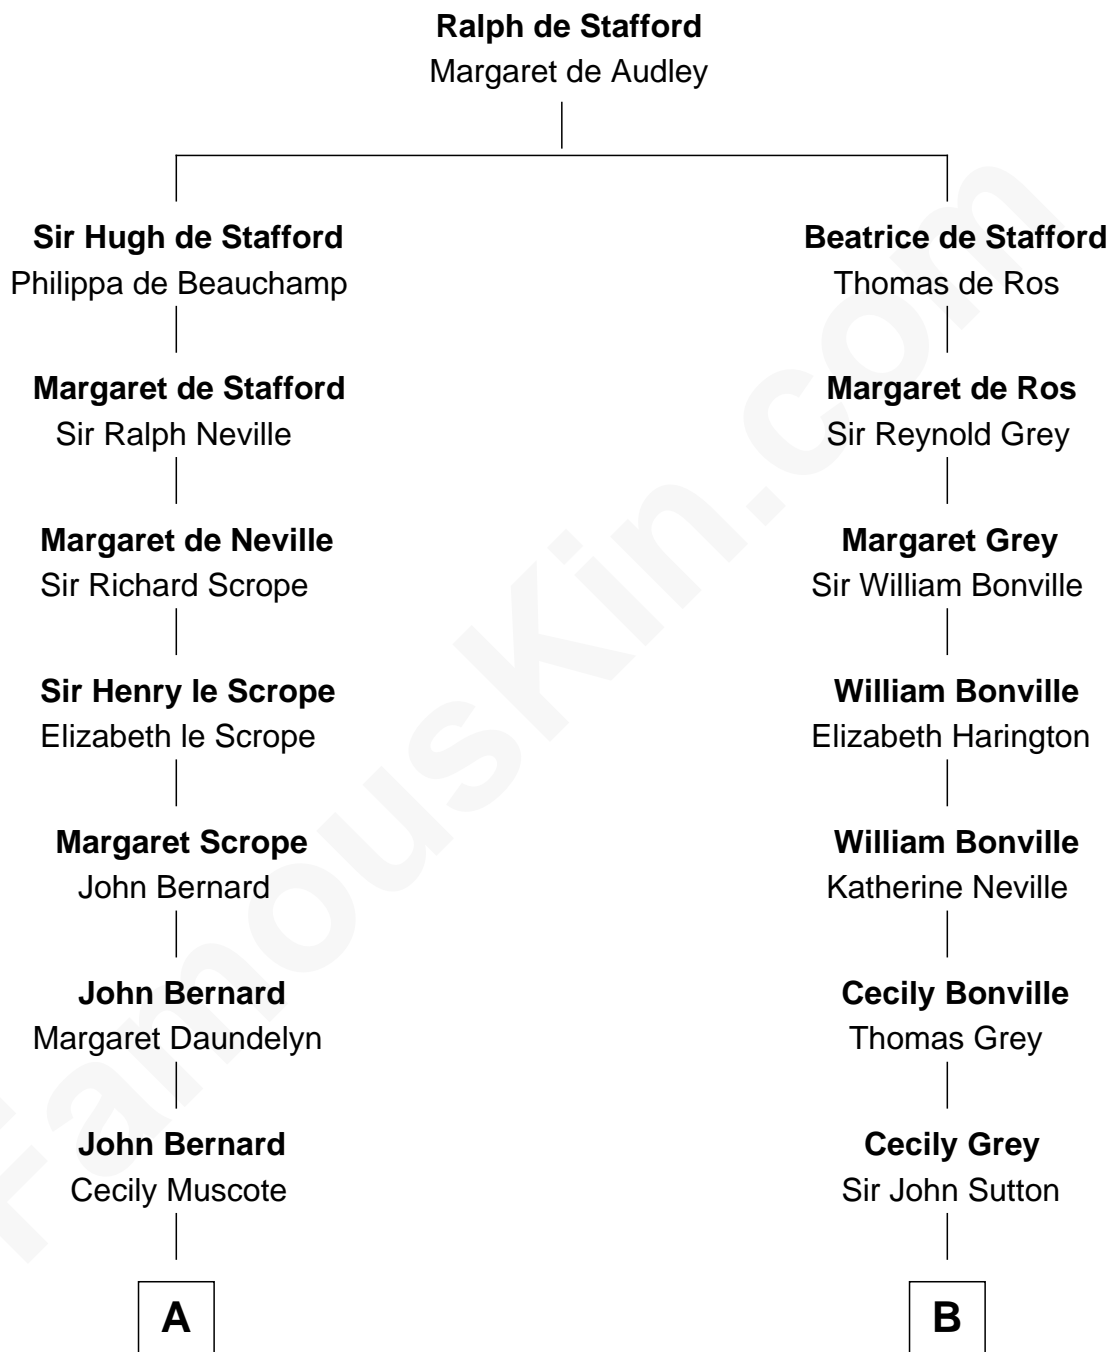 Ralph de Stafford
Margaret de Audley
Sir Hugh de Stafford
Philippa de Beauchamp
Beatrice de Stafford
Thomas de Ros
Margaret de Stafford
Sir Ralph Neville
Margaret de Ros
Sir Reynold Grey
Margaret de Neville
Sir Richard Scrope
Margaret Grey
Sir William Bonville
Sir Henry le Scrope
Elizabeth le Scrope
William Bonville
Elizabeth Harington
Margaret Scrope
John Bernard
William Bonville
Katherine Neville
John Bernard
Margaret Daundelyn
Cecily Bonville
Thomas Grey
John Bernard
Cecily Muscote
Cecily Grey
Sir John Sutton
A
B
FamousKin.com